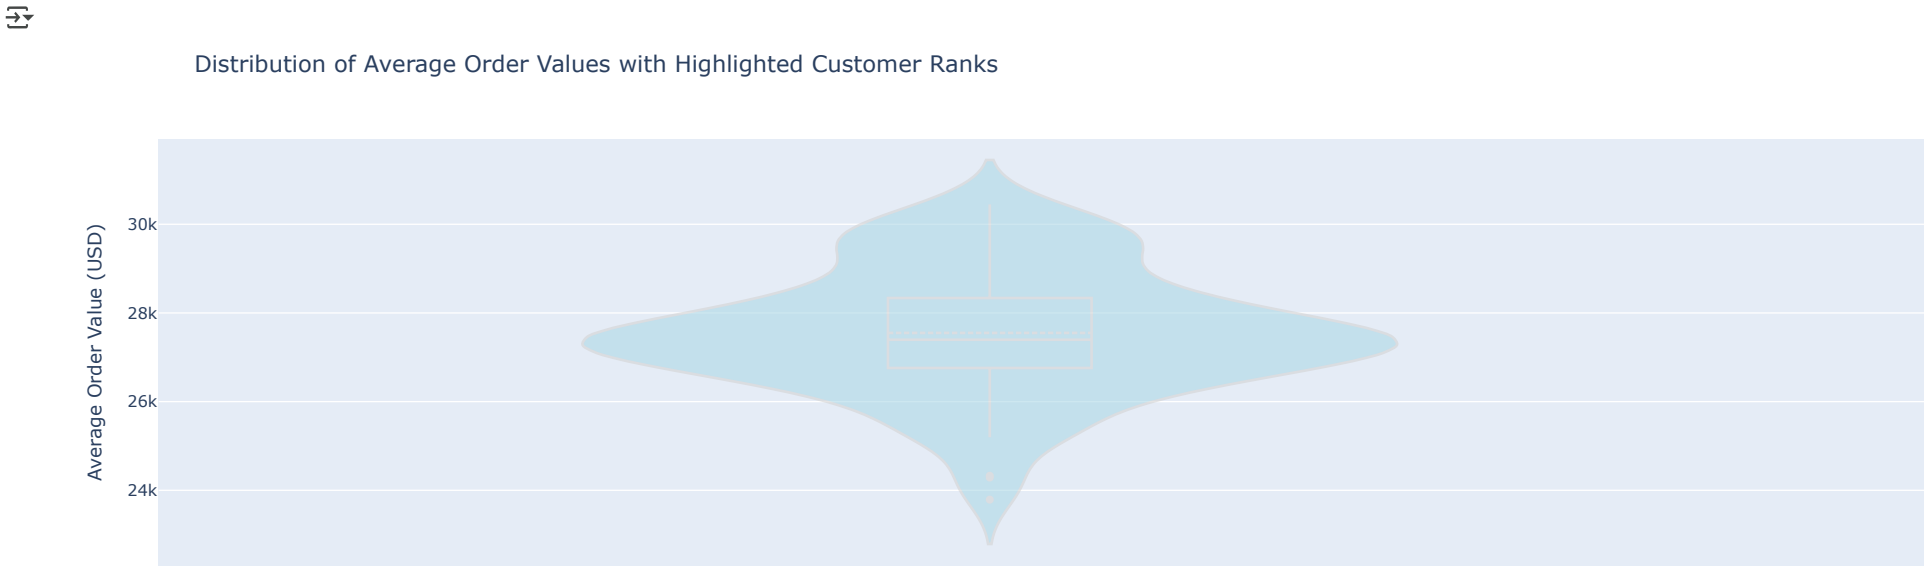 Distribution of Average Order Values with Highlighted Customer Ranks
Average Order Value (USD)
30k
28k
26k
24k